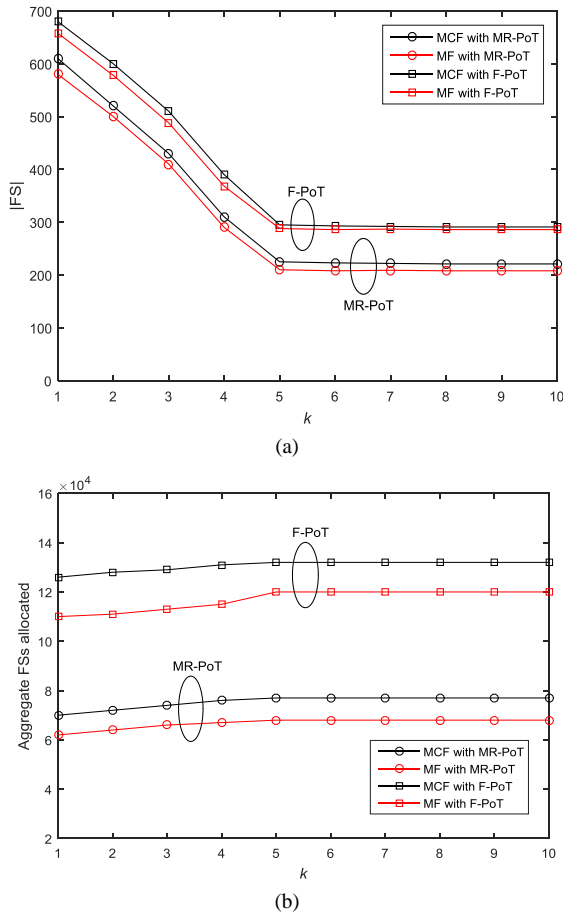 700
600
500
400
300
200
100
0
|FS|
MCF with MR-PoT
MF with MR-PoT
MCF with F-PoT
MF with F-PoT
F-PoT
MR-PoT
1 2 3 4 5 6 7 8 9 10
k
(a)
×10⁴
16
14
12
10
8
6
4
2
Aggregate FSs allocated
F-PoT
MR-PoT
MCF with MR-PoT
MF with MR-PoT
MCF with F-PoT
MF with F-PoT
1 2 3 4 5 6 7 8 9 10
k
(b)